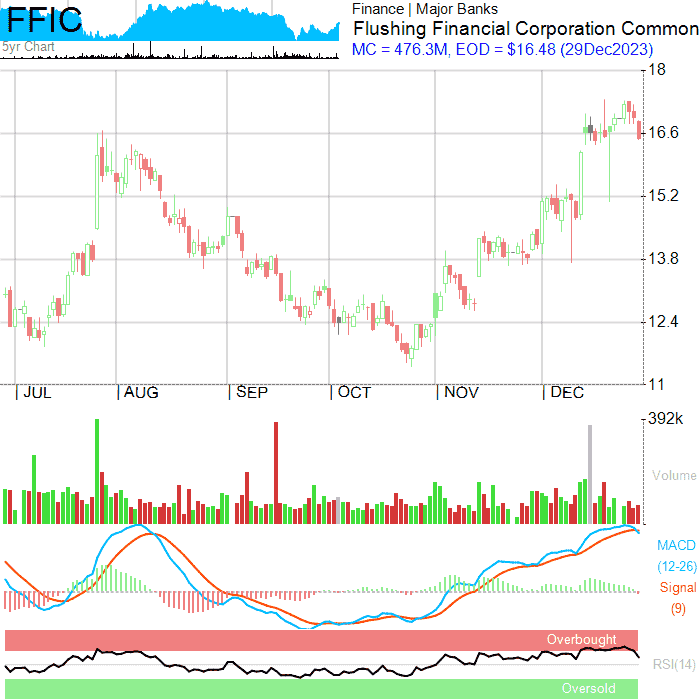 FFIC
5yr Chart
Finance | Major Banks
Flushing Financial Corporation Common
MC = 476.3M, EOD = $16.48 (29Dec2023)
18
16.6
15.2
13.8
12.4
11
| JUL | AUG | SEP | OCT | NOV | DEC
392k
Volume
MACD
(12-26)
Signal
(9)
Overbought
RSI(14)
Oversold